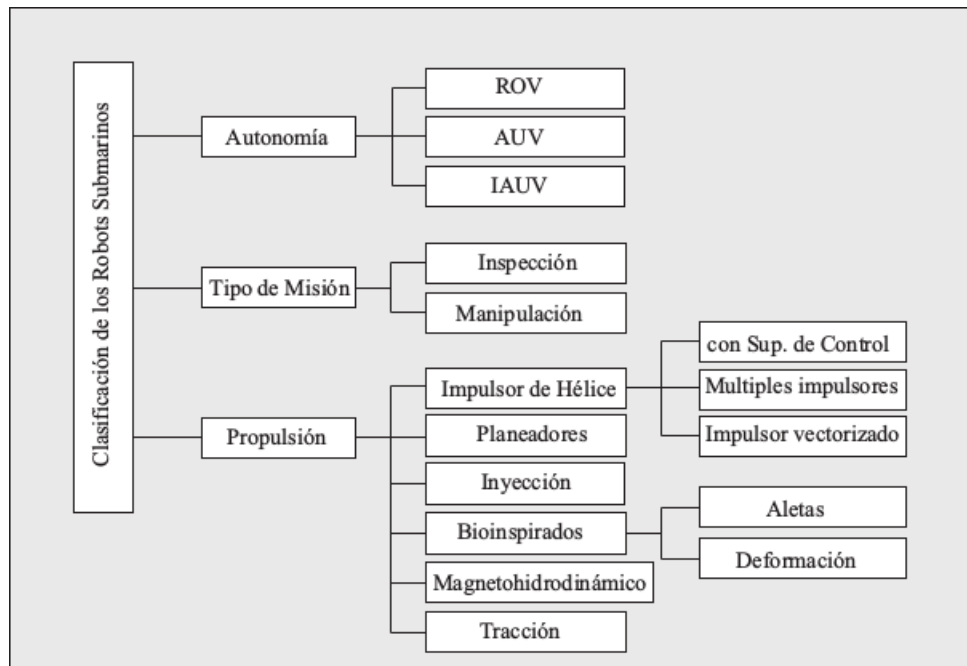 Clasificación de los Robots Submarinos
Autonomía
ROV
AUV
IAUV
Tipo de Misión
Inspección
Manipulación
Propulsión
Impulsor de Hélice
con Sup. de Control
Multiples impulsores
Impulsor vectorizado
Planeadores
Inyección
Bioinspirados
Aletas
Deformación
Magnetohidrodinámico
Tracción